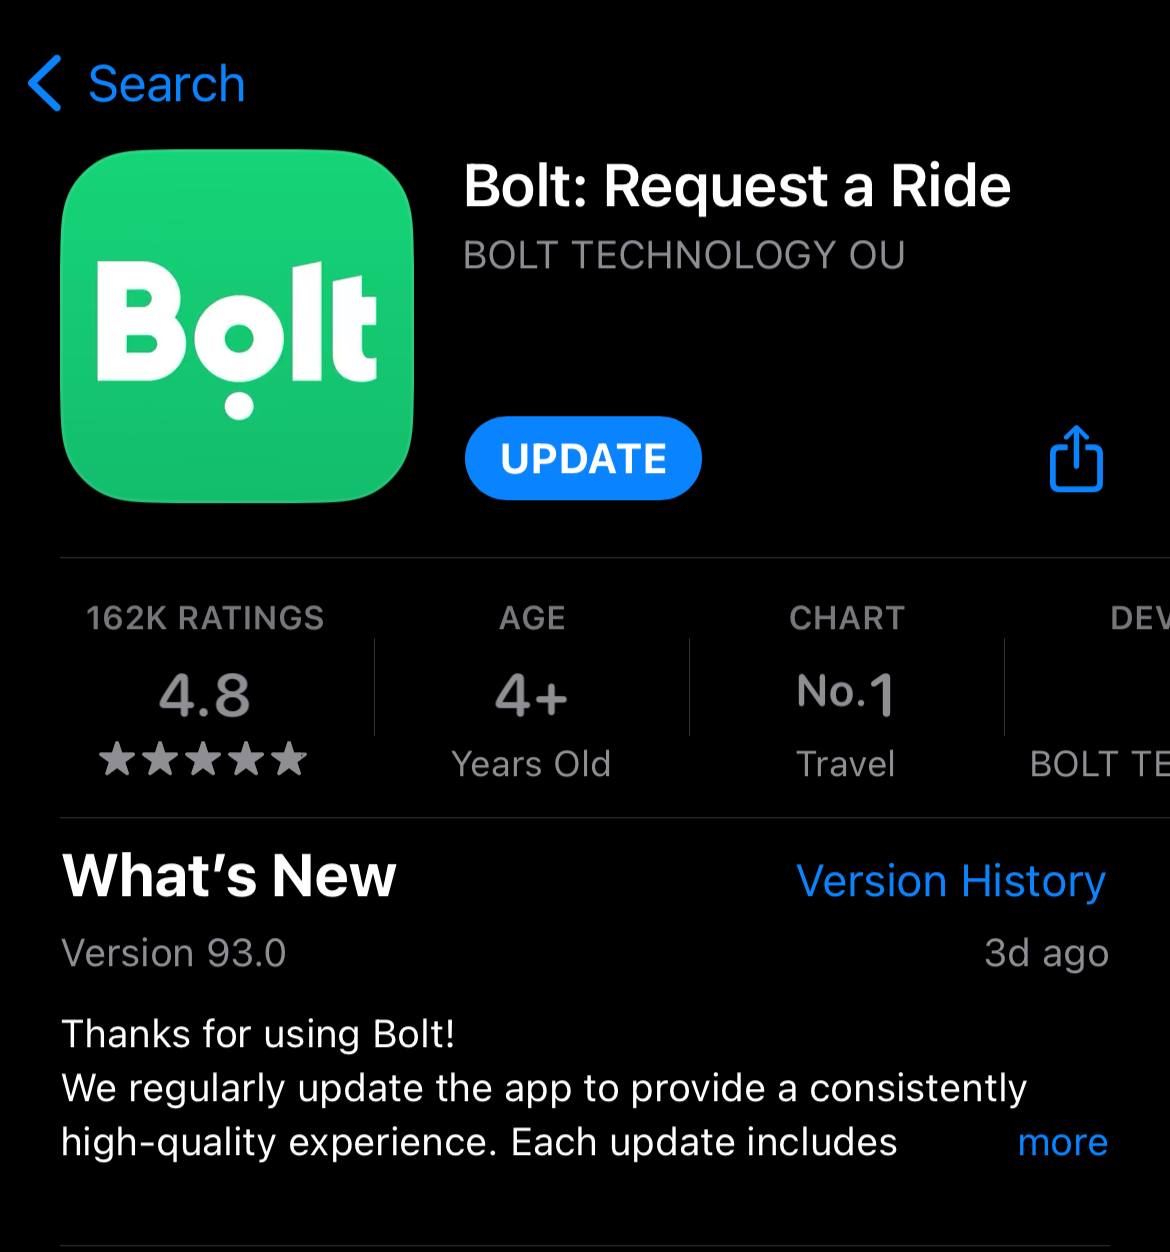 Search
Bolt
Bolt: Request a Ride
BOLT TECHNOLOGY OU
UPDATE
162K RATINGS
4.8
AGE
4+
Years Old
CHART
No.1
Travel
DEV
BOLT TE
What's New
Version History
Version 93.0
3d ago
Thanks for using Bolt!
We regularly update the app to provide a consistently
high-quality experience. Each update includes more